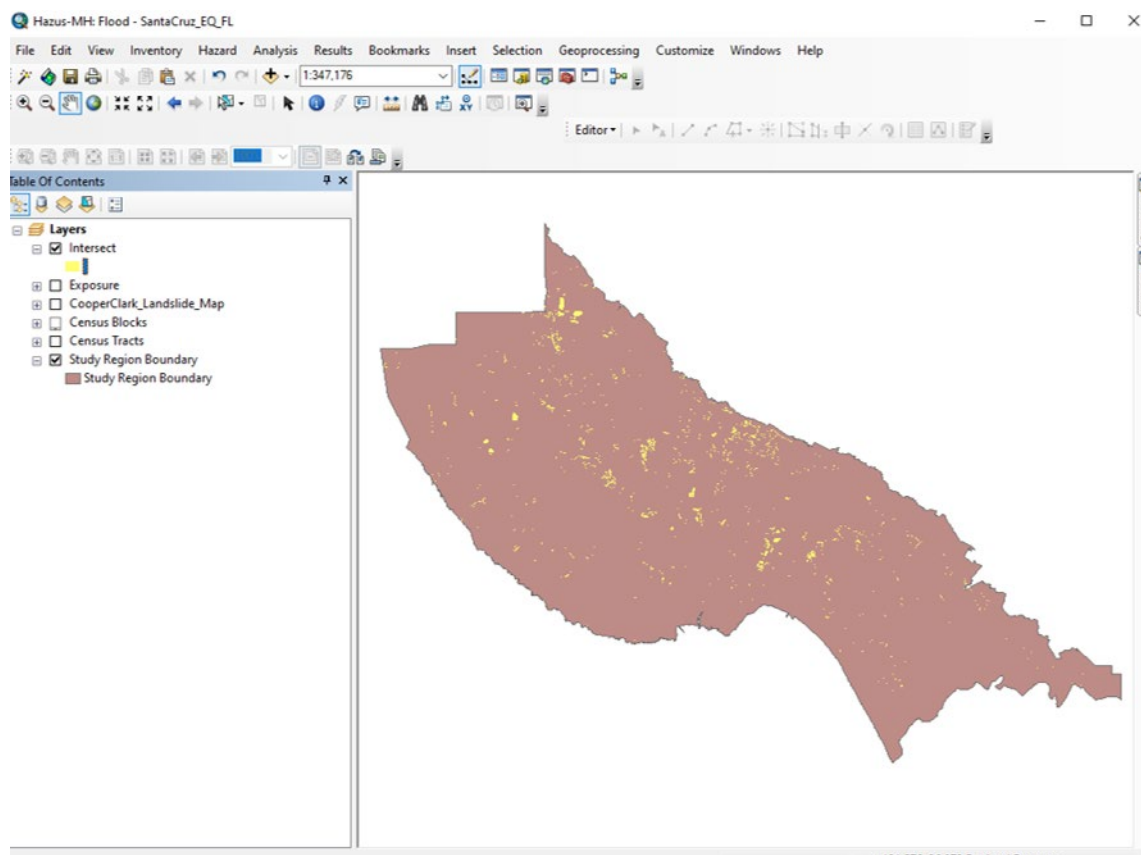 Hazus-MH: Flood - SantaCruz_EQ_FL
File Edit View Inventory Hazard Analysis Results Bookmarks Insert Selection Geoprocessing Customize Windows Help
1:347,176
XY
Editor
Table Of Contents
Layers
Intersect
Exposure
CooperClark_Landslide_Map
Census Blocks
Census Tracts
Study Region Boundary
Study Region Boundary